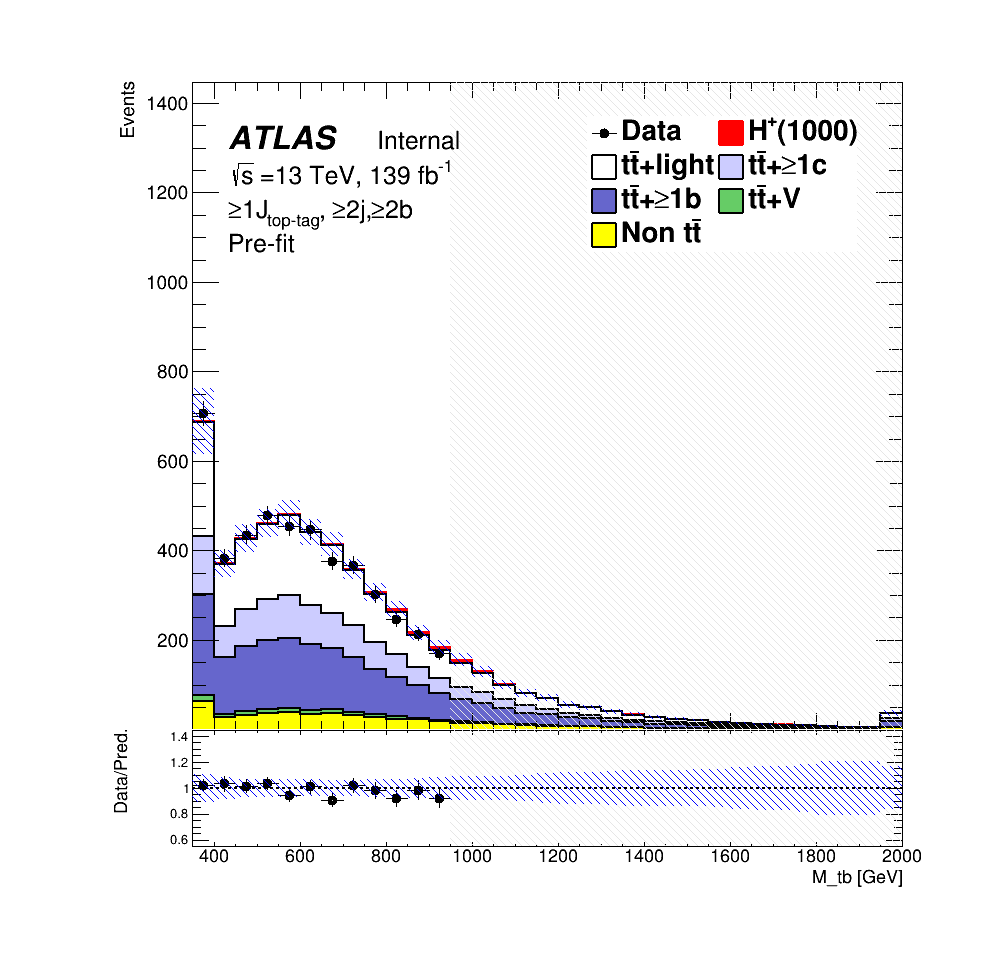 Events
1400
1200
1000
800
600
400
200
ATLAS Internal
√s =13 TeV, 139 fb⁻¹
≥1J_top-tag, ≥2j,≥2b
Pre-fit
Data
H⁺(1000)
tt̄+light
tt̄+≥1c
tt̄+≥1b
tt̄+V
Non tt̄
Data/Pred.
1.4
1.2
1
0.8
0.6
400 600 800 1000 1200 1400 1600 1800 2000
M_tb [GeV]